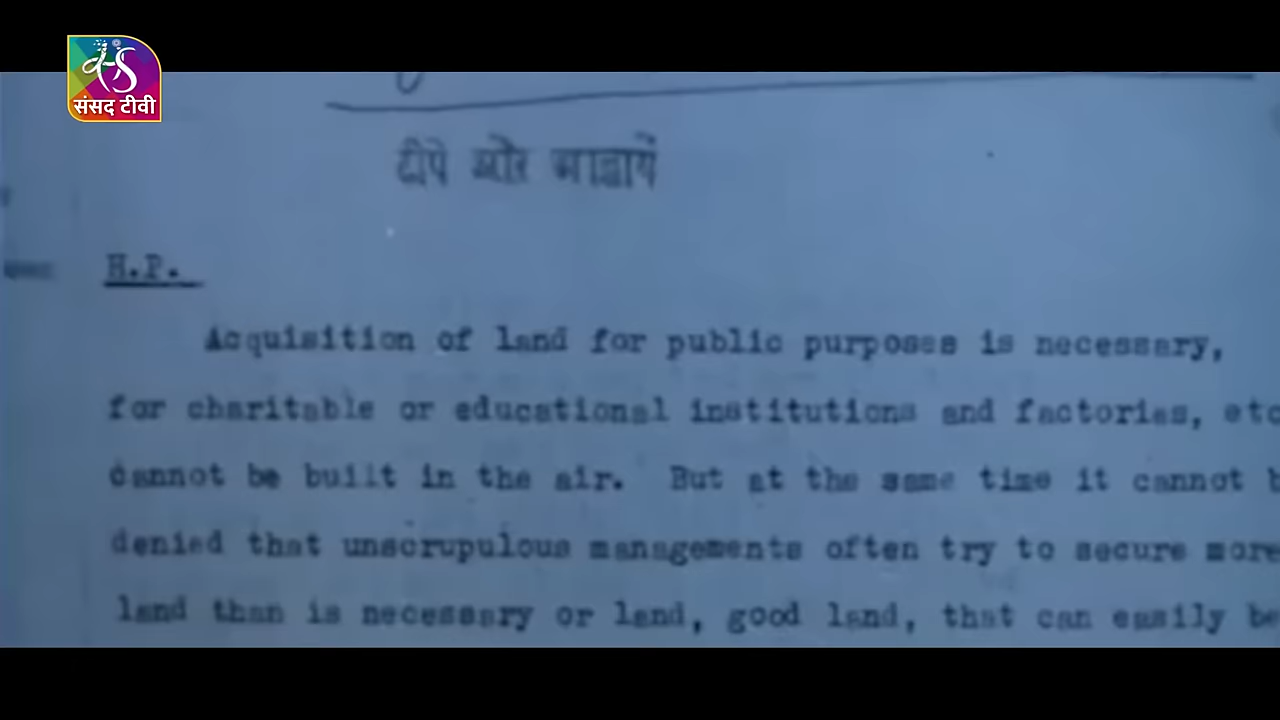 संसद टीवी
और
H.P.
Acquisition of land for public purposes is necessary,
for charitable or educational institutions and factories, etc
cannot be built in the air. But at the same time it cannot b
denied that unscrupulous managements often try to secure more
land than is necessary or land, good land, that can easily be